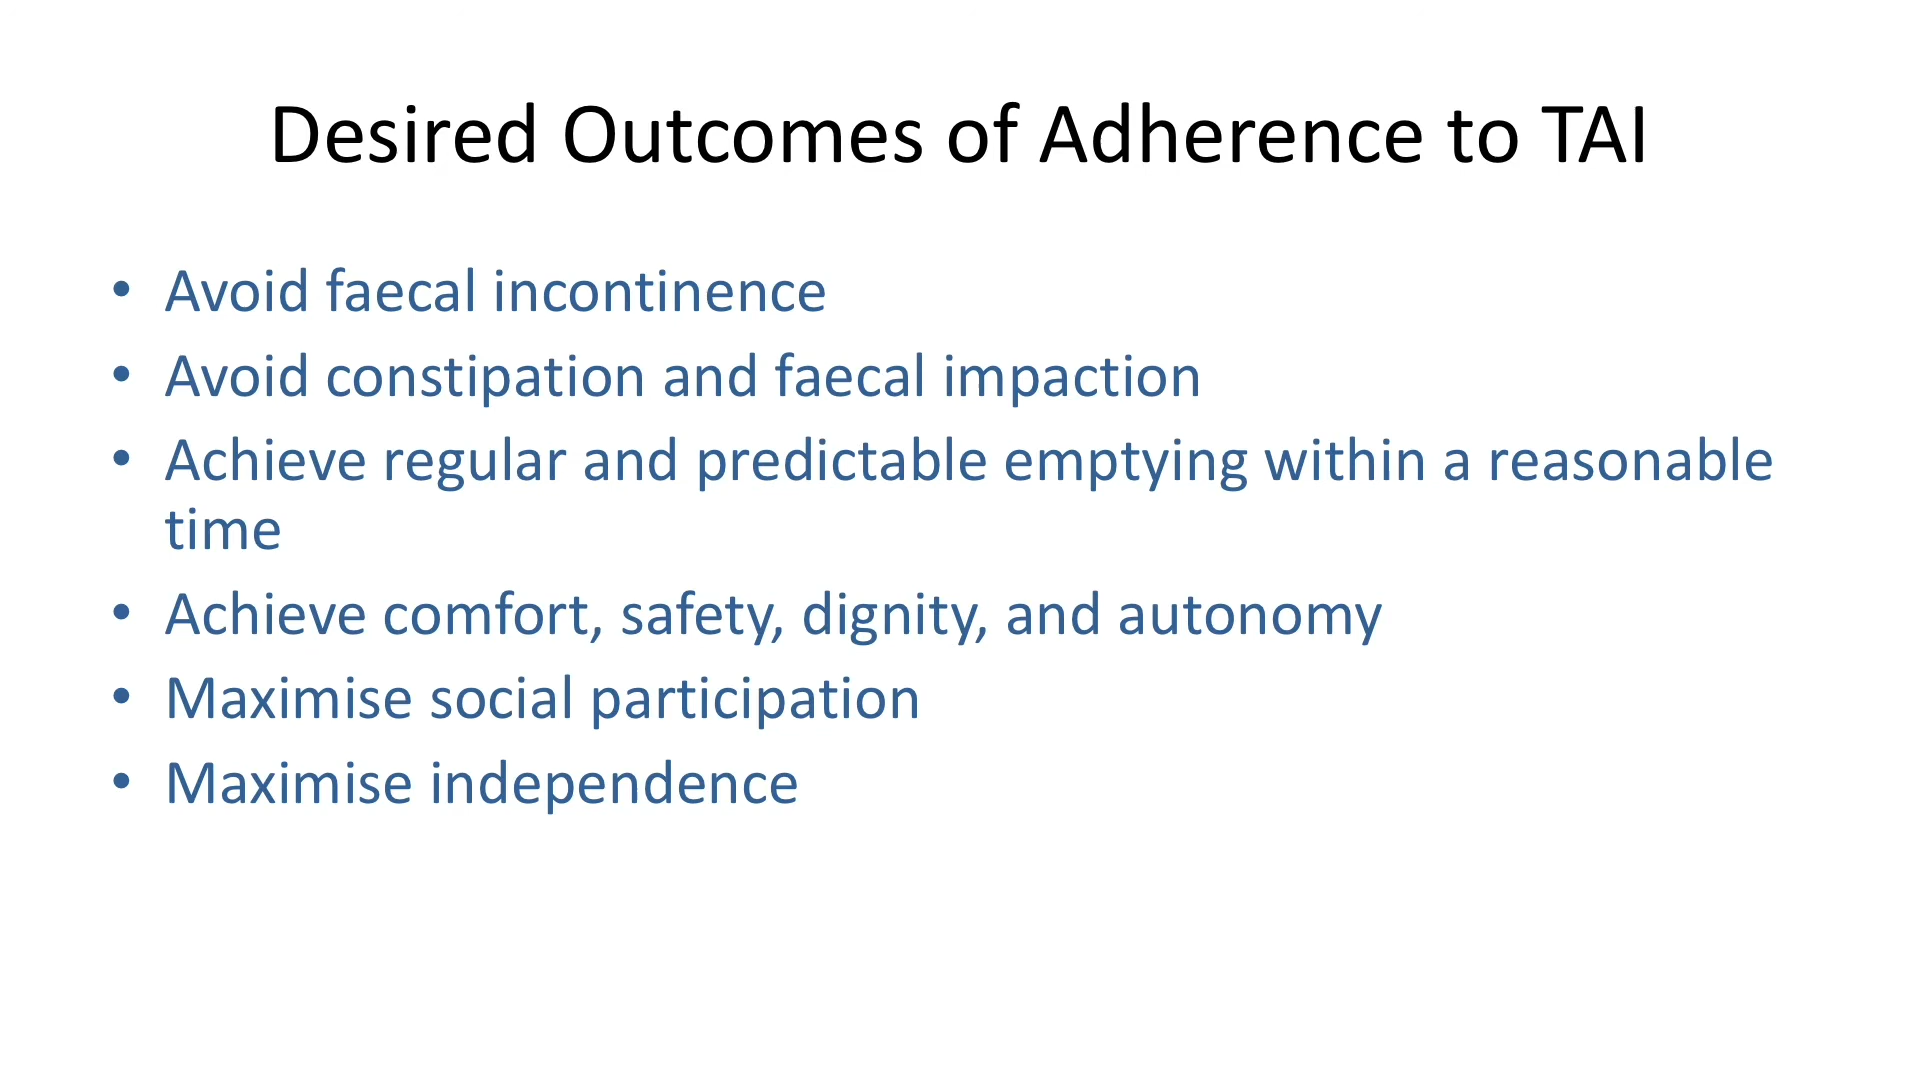 Desired Outcomes of Adherence to TAI
• Avoid faecal incontinence
• Avoid constipation and faecal impaction
• Achieve regular and predictable emptying within a reasonable
time
• Achieve comfort, safety, dignity, and autonomy
• Maximise social participation
• Maximise independence